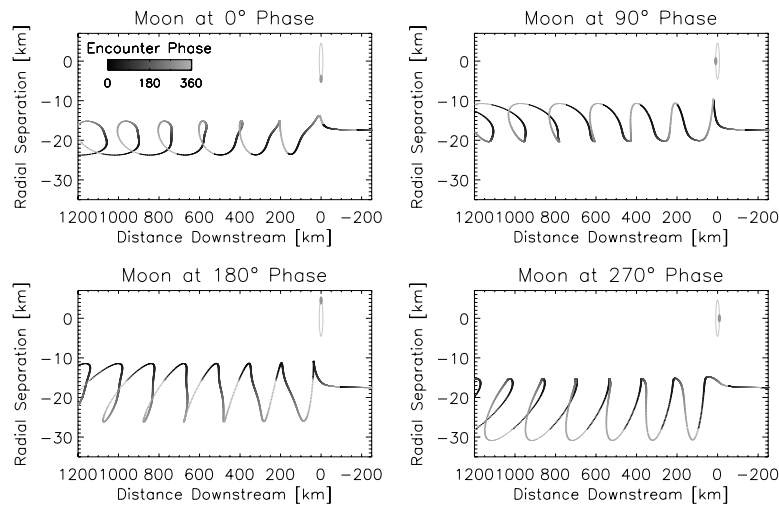 Moon at 0° Phase
Radial Separation [km]
Encounter Phase
0 180 360
0
-10
-20
-30
1200 1000 800 600 400 200 0 -200
Distance Downstream [km]
Moon at 90° Phase
Radial Separation [km]
0
-10
-20
-30
1200 1000 800 600 400 200 0 -200
Distance Downstream [km]
Moon at 180° Phase
Radial Separation [km]
0
-10
-20
-30
1200 1000 800 600 400 200 0 -200
Distance Downstream [km]
Moon at 270° Phase
Radial Separation [km]
0
-10
-20
-30
1200 1000 800 600 400 200 0 -200
Distance Downstream [km]